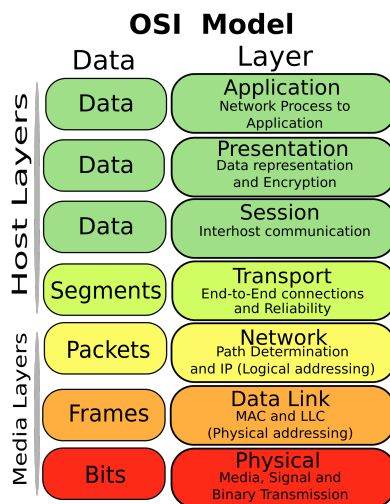 OSI Model
Data Layer
Host Layers
Data
Application
Network Process to
Application
Data
Presentation
Data representation
and Encryption
Data
Session
Interhost communication
Segments
Transport
End-to-End connections
and Reliability
Media Layers
Packets
Network
Path Determination
and IP (Logical addressing)
Frames
Data Link
MAC and LLC
(Physical addressing)
Bits
Physical
Media, Signal and
Binary Transmission